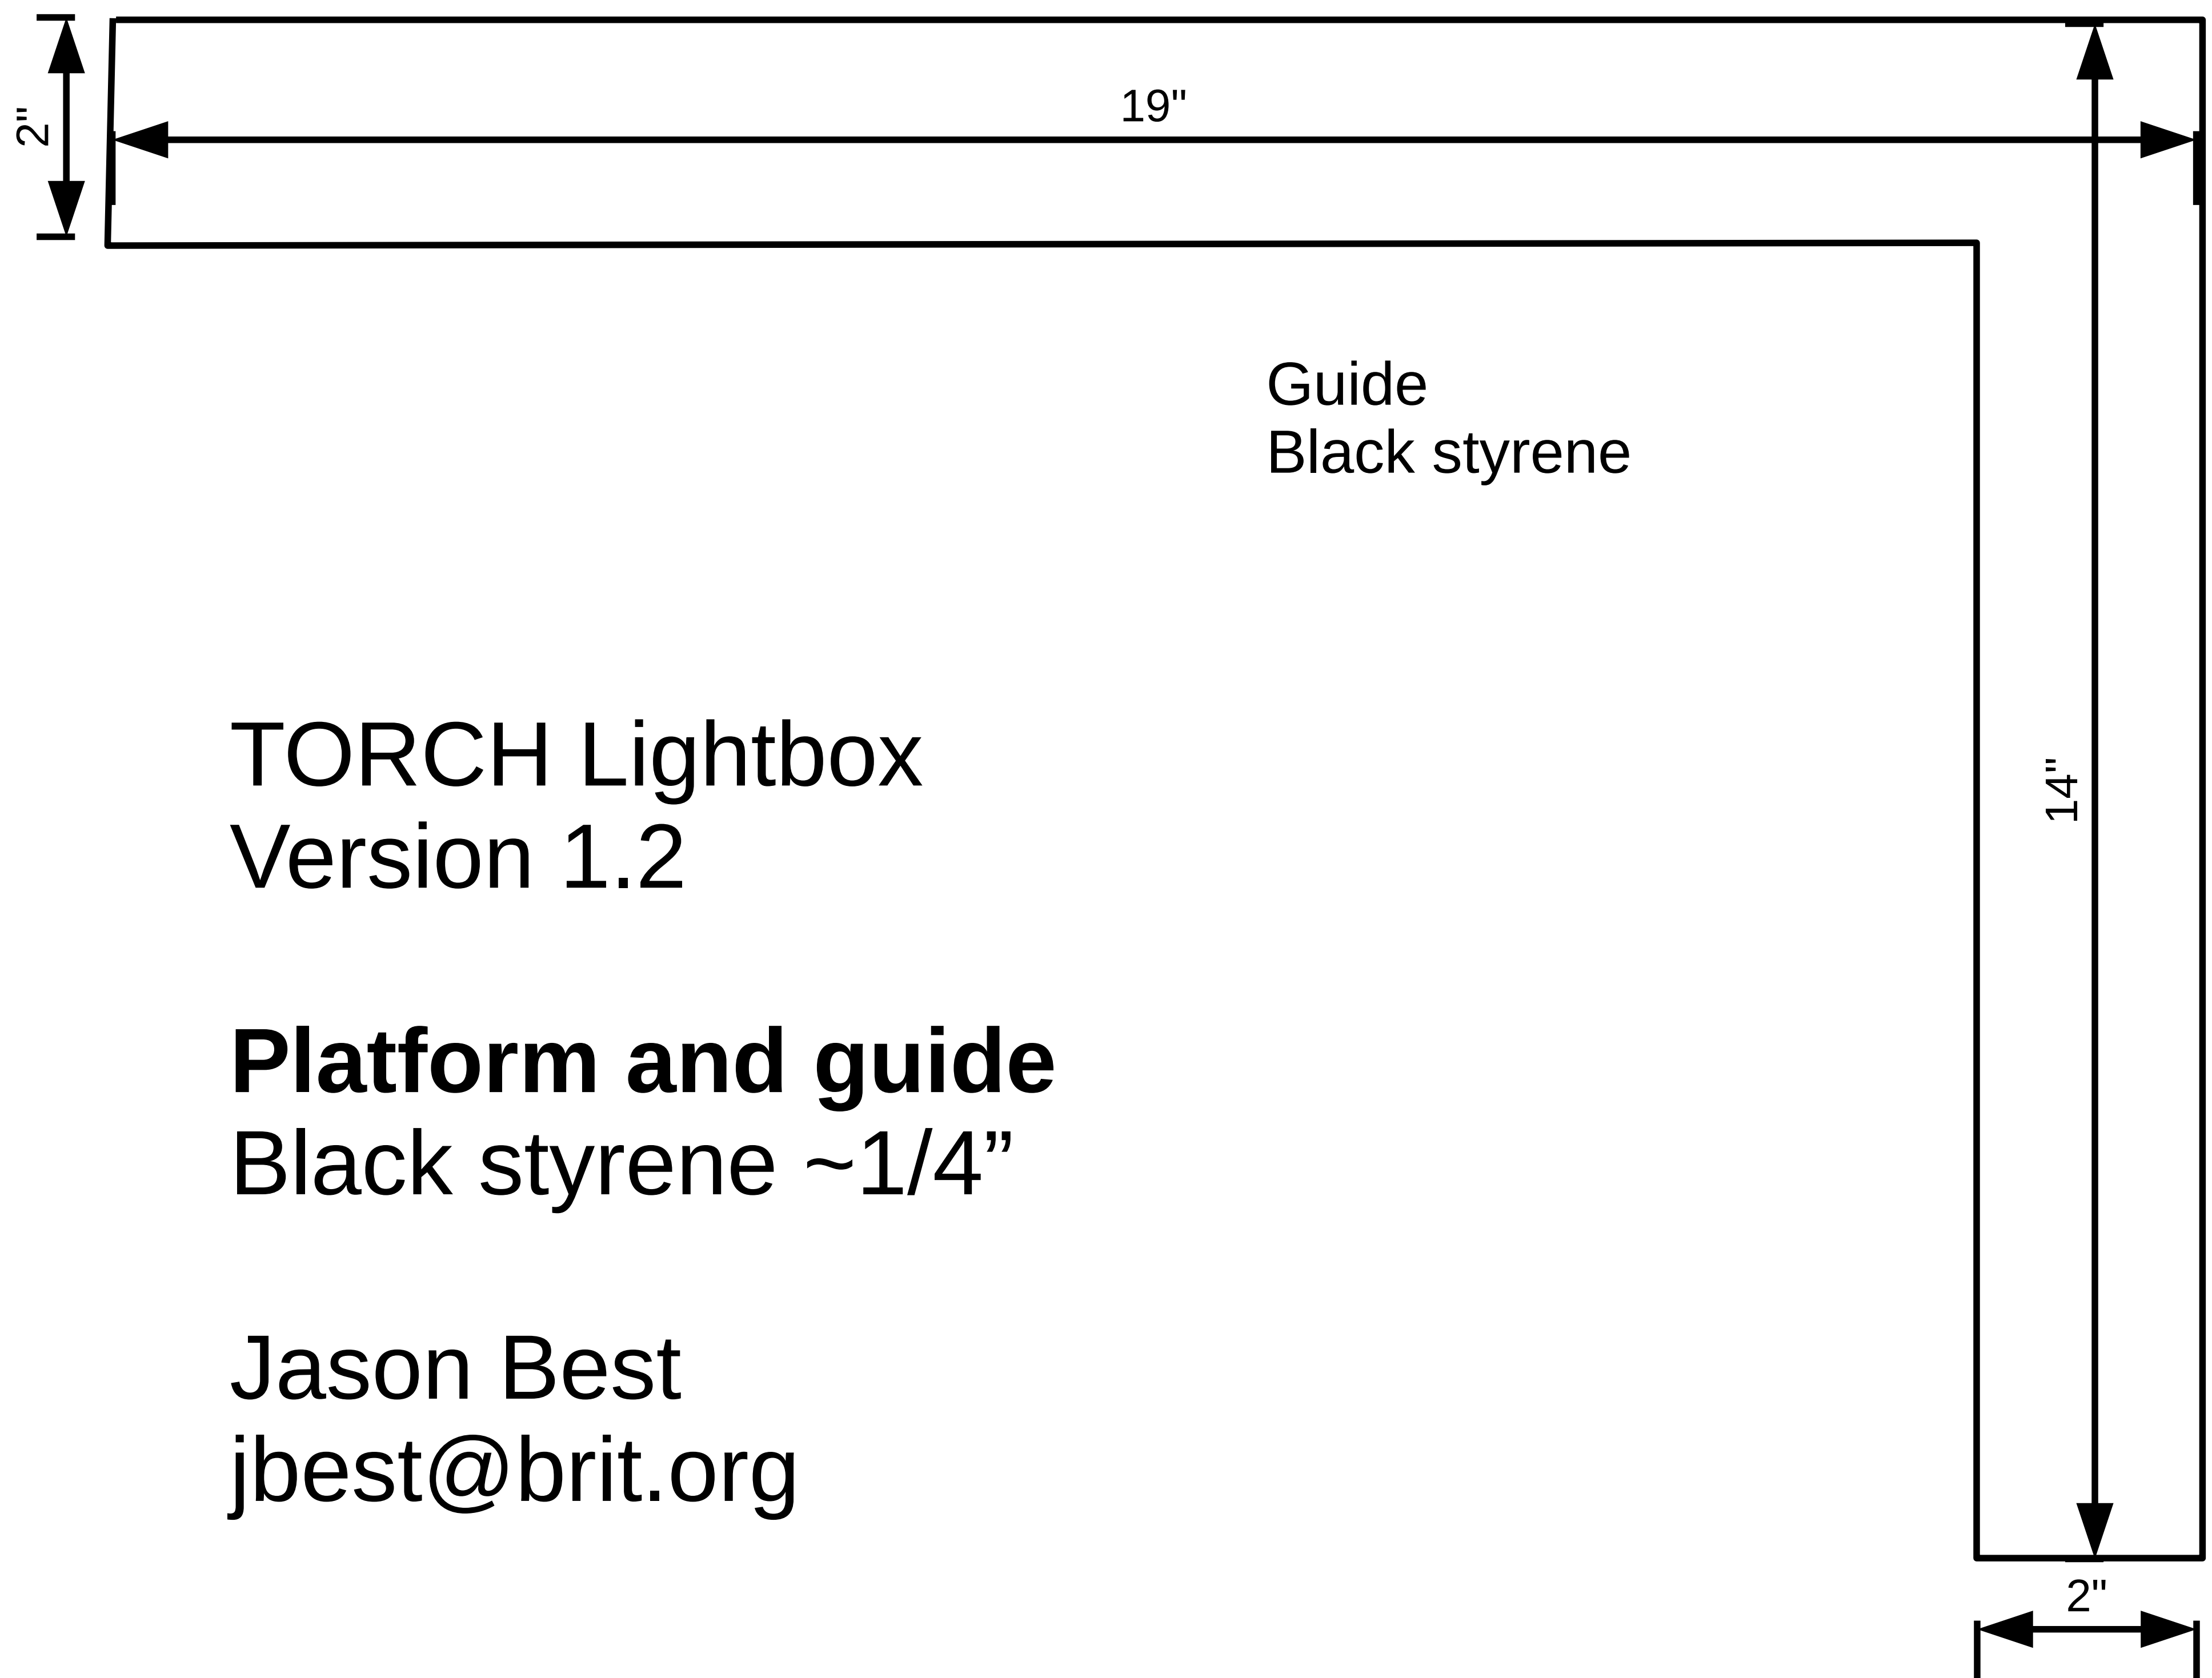 19"
2"
Guide
Black styrene
TORCH Lightbox
Version 1.2
14"
Platform and guide
Black styrene ~1/4”
Jason Best
jbest@brit.org
2"